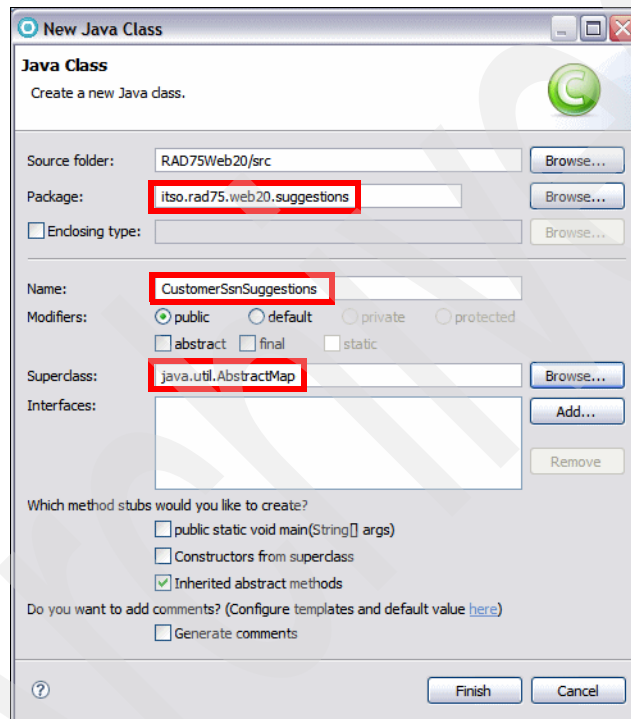 New Java Class
Java Class
Create a new Java class.
Source folder: RAD75Web20/src Browse...
Package: itso.rad75.web20.suggestions Browse...
Enclosing type: Browse...
Name: CustomerSsnSuggestions
Modifiers: public default private protected
abstract final static
Superclass: java.util.AbstractMap Browse...
Interfaces: Add...
Remove
Which method stubs would you like to create?
public static void main(String[] args)
Constructors from superclass
Inherited abstract methods
Do you want to add comments? (Configure templates and default value here)
Generate comments
? Finish Cancel